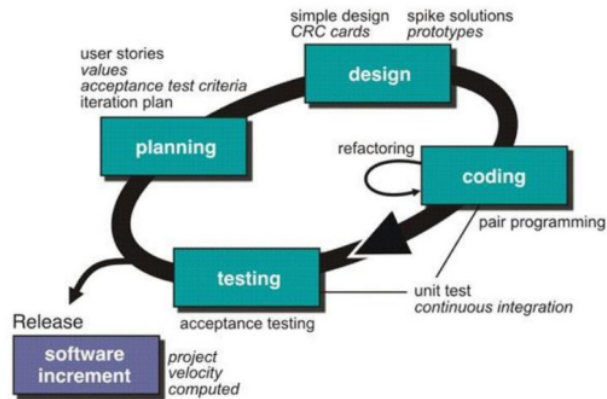 simple design
CRC cards
spike solutions
prototypes
design
user stories
values
acceptance test criteria
iteration plan
planning
refactoring
coding
pair programming
testing
unit test
continuous integration
acceptance testing
Release
software
increment
project
velocity
computed